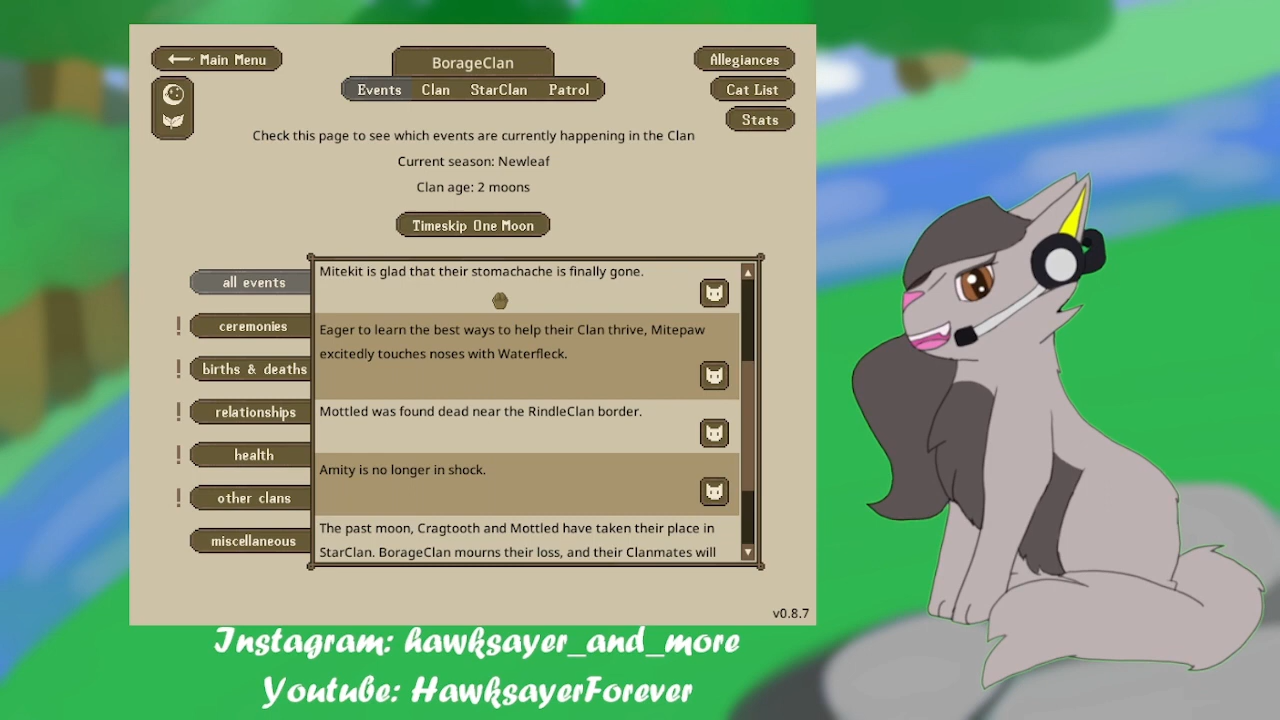 Main Menu
BorageClan
Allegiances
Events Clan StarClan Patrol
Cat List
Stats
Check this page to see which events are currently happening in the Clan
Current season: Newleaf
Clan age: 2 moons
Timeskip One Moon
all events
ceremonies
births & deaths
relationships
health
other clans
miscellaneous
Mitekit is glad that their stomachache is finally gone.
Eager to learn the best ways to help their Clan thrive, Mitepaw
excitedly touches noses with Waterfleck.
Mottled was found dead near the RindleClan border.
Amity is no longer in shock.
The past moon, Cragtooth and Mottled have taken their place in
StarClan. BorageClan mourns their loss, and their Clanmates will
v0.8.7
Instagram: hawksayer_and_more
Youtube: HawksayerForever